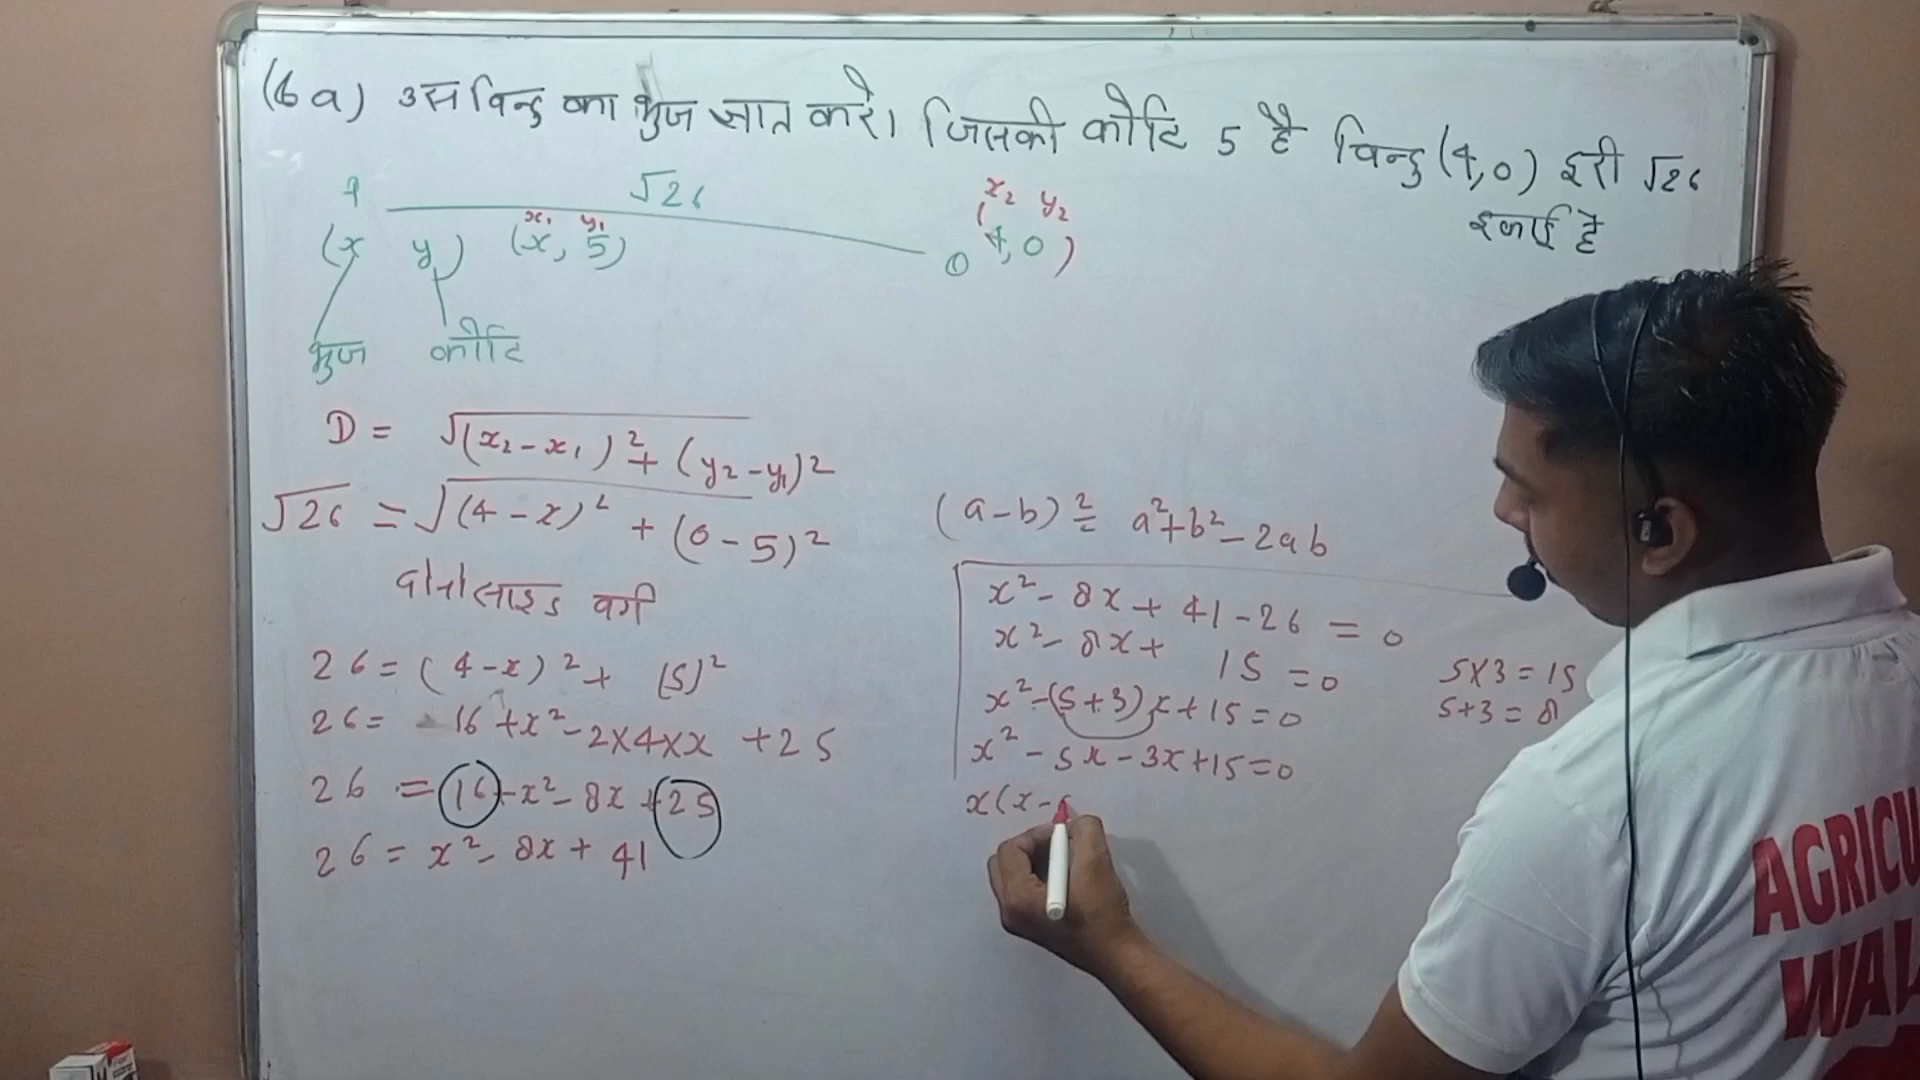 (6a) उस विन्दु का भुज ज्ञात करे। जिसकी कोटि 5 है विन्दु (4,0) दूरी √26
इकाई है
P √26 x₂ y₂
(x y) (x, 5) (4,0)
x₁ y₁
भुज कोटि
D = √(x₂-x₁)²+(y₂-y₁)²
√26 = √(4-x)² + (0-5)²
साइड वर्ग
26 = (4-x)² + (5)²
26 = 16+x²-2×4×x +25
26 = 16+x²-8x+25
26 = x²-8x+41
(a-b)² = a²+b²-2ab
x²-8x+41-26 = 0
x²-8x+ 15 = 0
x²-(5+3)x+15=0
x²-5x-3x+15=0
x(x-
5×3=15
5+3=8
AGRICU
WAL